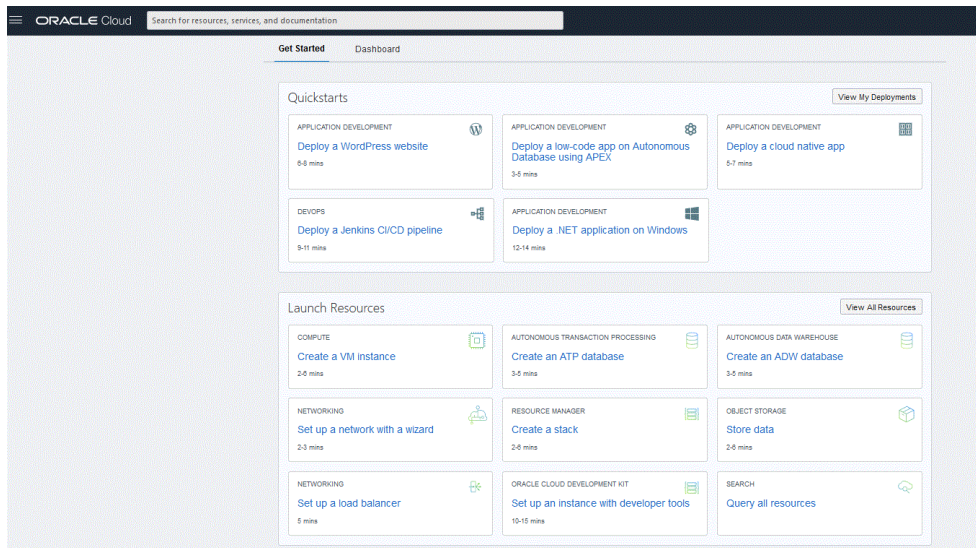 ORACLE Cloud
Search for resources, services, and documentation
Get Started
Dashboard
Quickstarts
View My Deployments
APPLICATION DEVELOPMENT
Deploy a WordPress website
6-8 mins
APPLICATION DEVELOPMENT
Deploy a low-code app on Autonomous
Database using APEX
3-5 mins
APPLICATION DEVELOPMENT
Deploy a cloud native app
5-7 mins
DEVOPS
Deploy a Jenkins CI/CD pipeline
9-11 mins
APPLICATION DEVELOPMENT
Deploy a .NET application on Windows
12-14 mins
Launch Resources
View All Resources
COMPUTE
Create a VM instance
2-6 mins
AUTONOMOUS TRANSACTION PROCESSING
Create an ATP database
3-5 mins
AUTONOMOUS DATA WAREHOUSE
Create an ADW database
3-5 mins
NETWORKING
Set up a network with a wizard
2-3 mins
RESOURCE MANAGER
Create a stack
2-6 mins
OBJECT STORAGE
Store data
2-6 mins
NETWORKING
Set up a load balancer
5 mins
ORACLE CLOUD DEVELOPMENT KIT
Set up an instance with developer tools
10-15 mins
SEARCH
Query all resources